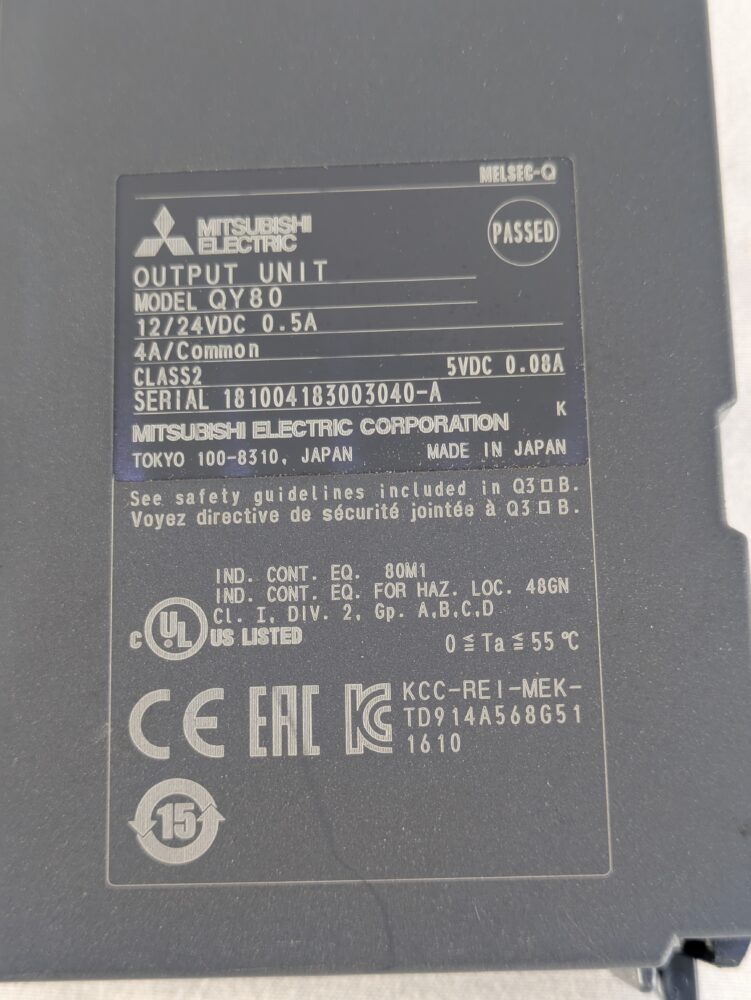 MELSEC-Q
MITSUBISHI
ELECTRIC
PASSED
OUTPUT UNIT
MODEL QY80
12/24VDC 0.5A
4A/Common
CLASS2 5VDC 0.08A
SERIAL 181004183003040-A
K
MITSUBISHI ELECTRIC CORPORATION
TOKYO 100-8310, JAPAN MADE IN JAPAN
See safety guidelines included in Q3□B.
Voyez directive de sécurité jointée à Q3□B.
IND. CONT. EQ. 80M1
IND. CONT. EQ. FOR HAZ. LOC. 48GN
Cl. I, DIV. 2, Gp. A,B,C,D
C UL US LISTED
0≦Ta≦55℃
CE EAC KC KCC-REI-MEK-
TD914A568G51
1610
15